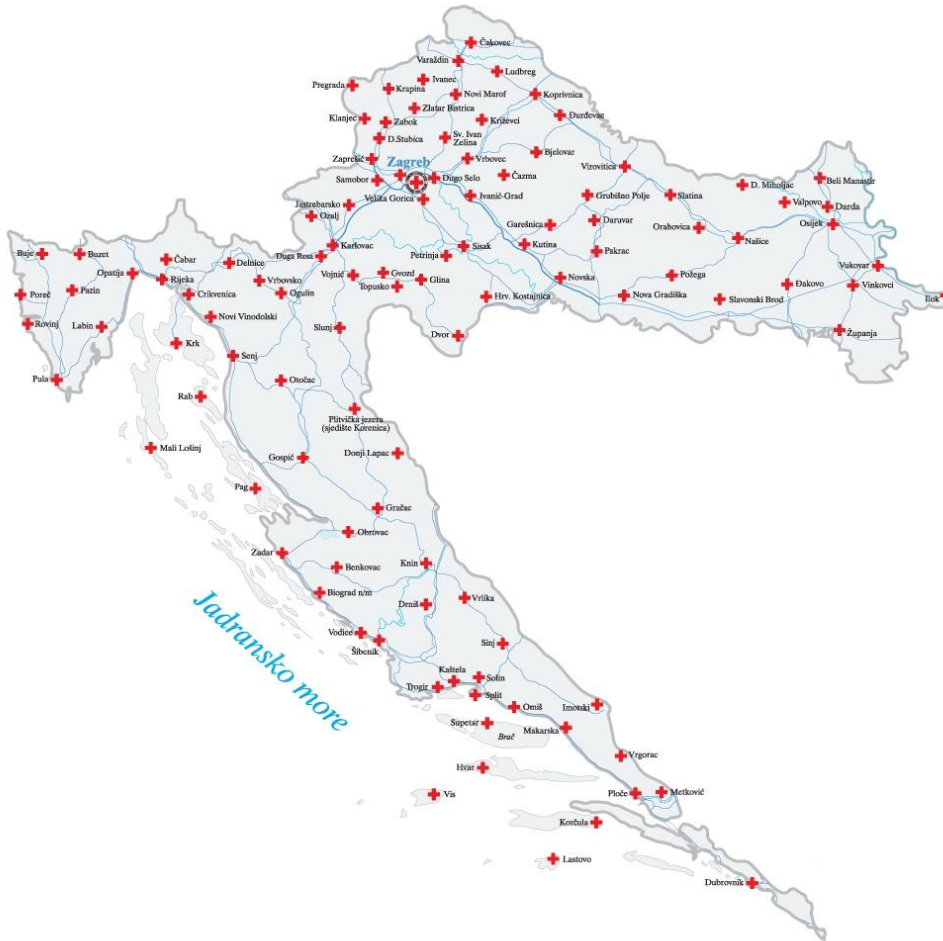 Čakovec
Varaždin
Ludbreg
Ivanec
Pregrada
Krapina
Novi Marof
Koprivnica
Zlatar Bistrica
Klanjec
Zabok
Križevci
Đurđevac
D.Stubica
Sv. Ivan
Zelina
Zaprešić
Zagreb
Vrbovec
Bjelovar
Virovitica
Samobor
Dugo Selo
Čazma
D. Miholjac
Beli Manastir
Jastrebarsko
Velika Gorica
Ivanić-Grad
Grubišno Polje
Slatina
Valpovo
Darda
Ozalj
Garešnica
Daruvar
Orahovica
Osijek
Karlovac
Sisak
Kutina
Našice
Buje
Buzet
Čabar
Delnice
Duga Resa
Petrinja
Pakrac
Opatija
Rijeka
Vrbovsko
Vojnić
Gvozd
Glina
Novska
Požega
Vukovar
Poreč
Pazin
Crikvenica
Ogulin
Topusko
Hrv. Kostajnica
Nova Gradiška
Slavonski Brod
Đakovo
Vinkovci
Ilok
Rovinj
Labin
Novi Vinodolski
Slunj
Dvor
Županja
Krk
Senj
Pula
Otočac
Rab
Plitvička jezera
(sjedište Korenica)
Mali Lošinj
Gospić
Donji Lapac
Pag
Gračac
Obrovac
Zadar
Benkovac
Knin
Biograd n/m
Drniš
Vrlika
Jadransko more
Vodice
Šibenik
Sinj
Kaštela
Solin
Trogir
Split
Omiš
Imotski
Supetar
Brač
Makarska
Vrgorac
Hvar
Vis
Ploče
Metković
Korčula
Lastovo
Dubrovnik